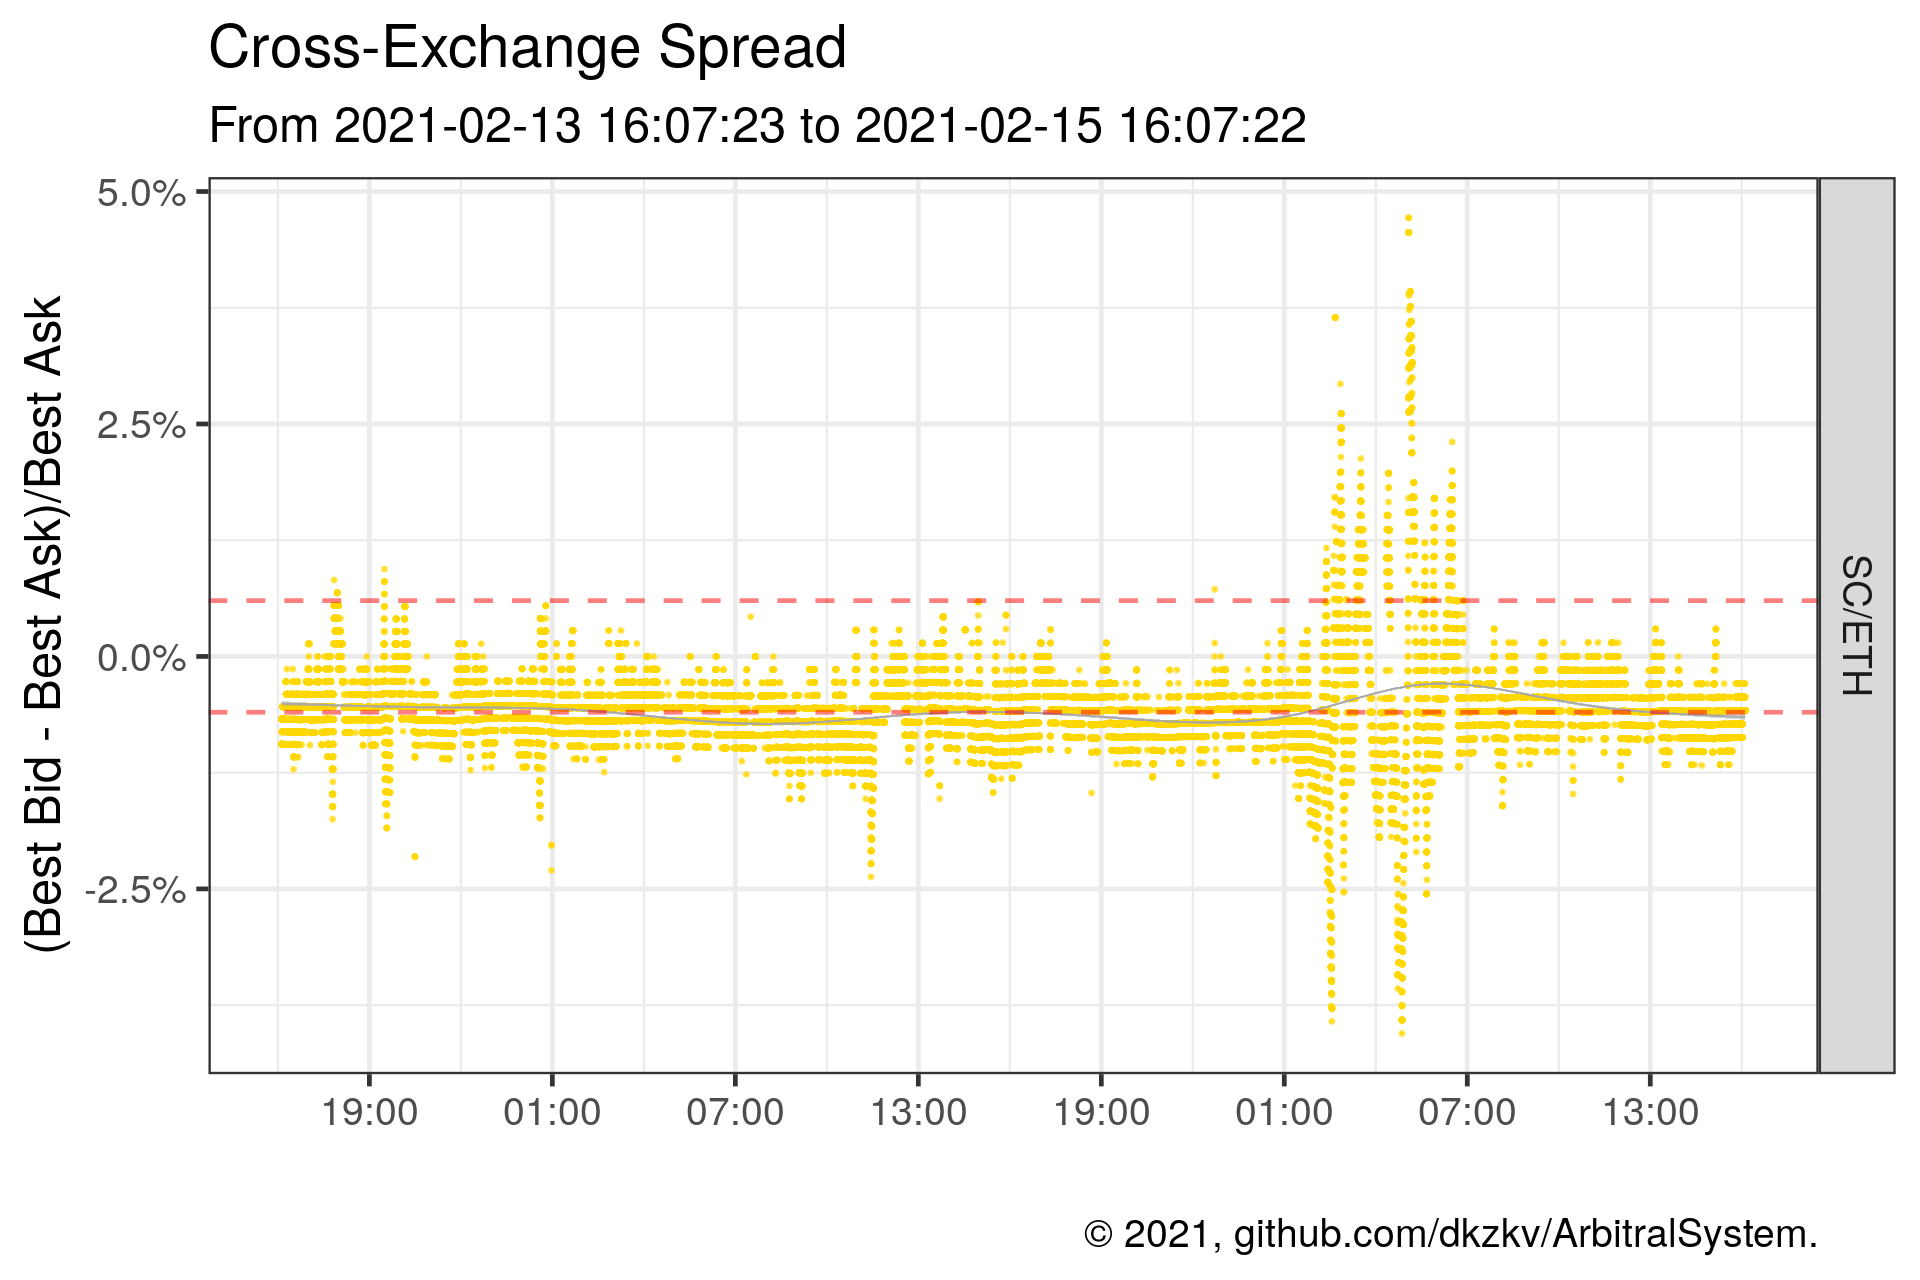 Cross-Exchange Spread
From 2021-02-13 16:07:23 to 2021-02-15 16:07:22
(Best Bid - Best Ask)/Best Ask
5.0%
2.5%
0.0%
-2.5%
SC/ETH
19:00 01:00 07:00 13:00 19:00 01:00 07:00 13:00
© 2021, github.com/dkzkv/ArbitralSystem.